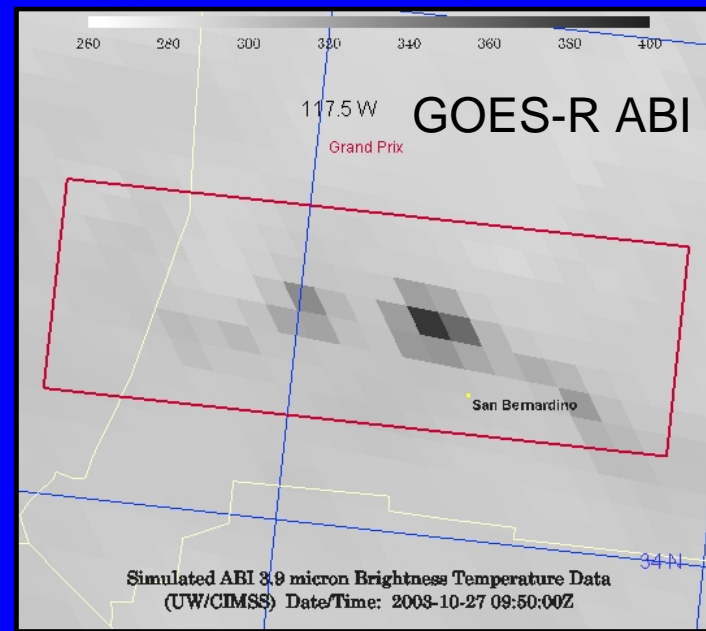 260 280 300 320 340 360 380 400
117.5 W GOES-R ABI
Grand Prix
San Bernardino
34 N
Simulated ABI 3.9 micron Brightness Temperature Data
(UW/CIMSS) Date/Time: 2003-10-27 09:50:00Z